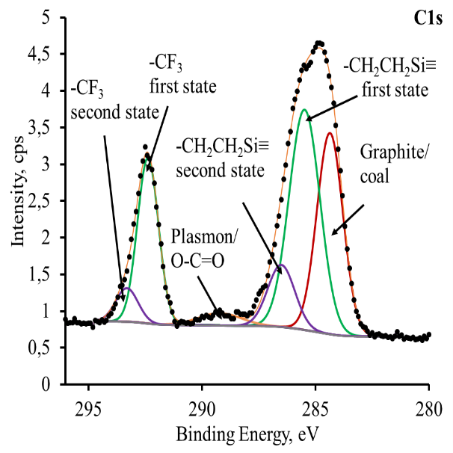 C1s
-CF3
second state
-CF3
first state
-CH2CH2Si≡
second state
-CH2CH2Si≡
first state
Graphite/
coal
Plasmon/
O-C=O
Intensity, cps
5
4,5
4
3,5
3
2,5
2
1,5
1
0,5
0
295
290
285
280
Binding Energy, eV